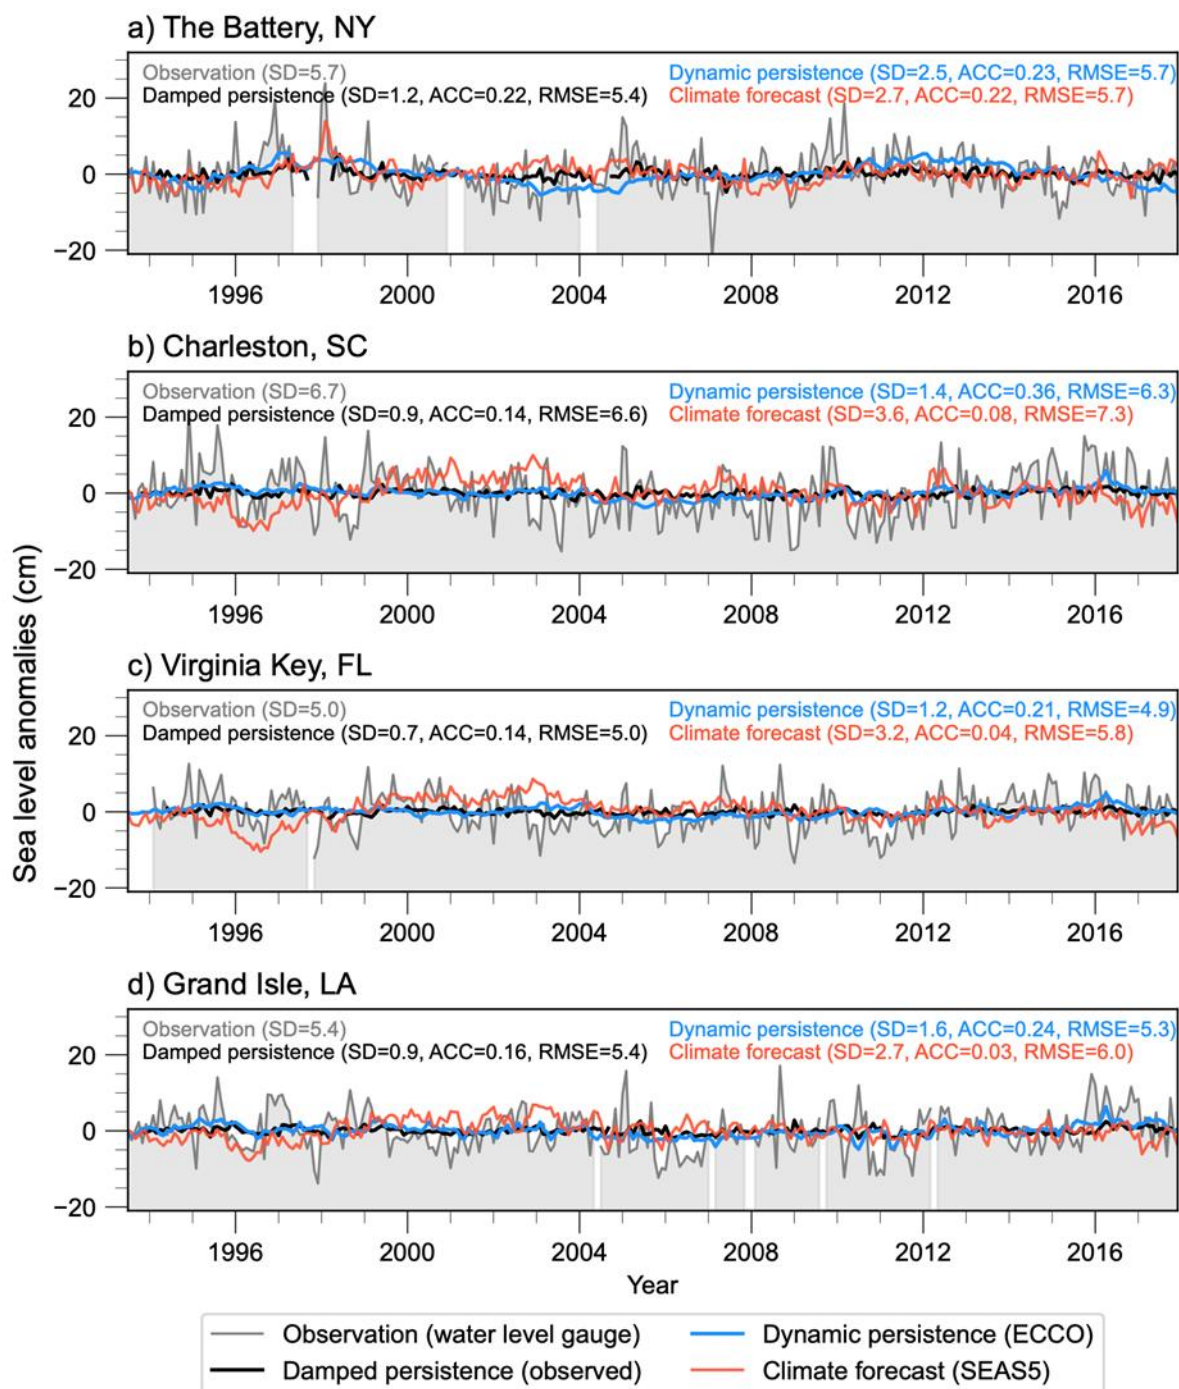 a) The Battery, NY
Observation (SD=5.7)
Dynamic persistence (SD=2.5, ACC=0.23, RMSE=5.7)
Damped persistence (SD=1.2, ACC=0.22, RMSE=5.4)
Climate forecast (SD=2.7, ACC=0.22, RMSE=5.7)
20
0
−20
1996 2000 2004 2008 2012 2016
b) Charleston, SC
Observation (SD=6.7)
Dynamic persistence (SD=1.4, ACC=0.36, RMSE=6.3)
Damped persistence (SD=0.9, ACC=0.14, RMSE=6.6)
Climate forecast (SD=3.6, ACC=0.08, RMSE=7.3)
20
0
−20
1996 2000 2004 2008 2012 2016
Sea level anomalies (cm)
c) Virginia Key, FL
Observation (SD=5.0)
Dynamic persistence (SD=1.2, ACC=0.21, RMSE=4.9)
Damped persistence (SD=0.7, ACC=0.14, RMSE=5.0)
Climate forecast (SD=3.2, ACC=0.04, RMSE=5.8)
20
0
−20
1996 2000 2004 2008 2012 2016
d) Grand Isle, LA
Observation (SD=5.4)
Dynamic persistence (SD=1.6, ACC=0.24, RMSE=5.3)
Damped persistence (SD=0.9, ACC=0.16, RMSE=5.4)
Climate forecast (SD=2.7, ACC=0.03, RMSE=6.0)
20
0
−20
1996 2000 2004 2008 2012 2016
Year
Observation (water level gauge)
Dynamic persistence (ECCO)
Damped persistence (observed)
Climate forecast (SEAS5)